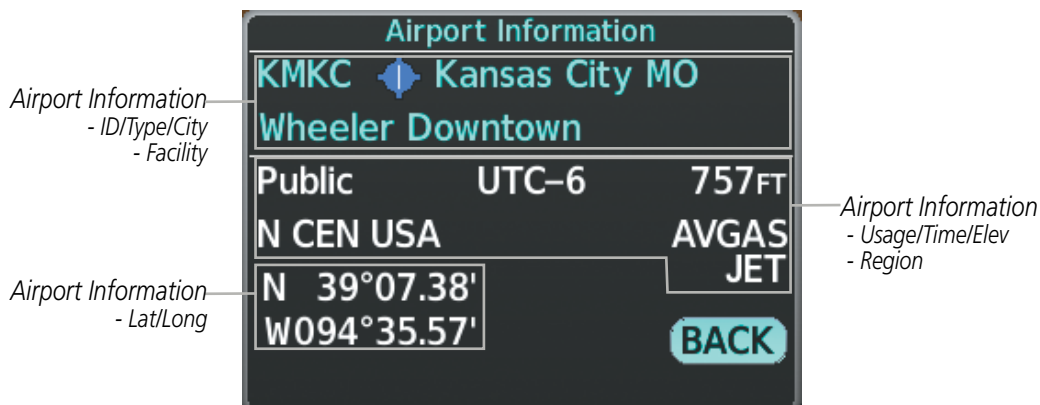 Airport Information
KMKC Kansas City MO
Wheeler Downtown
Airport Information
- ID/Type/City
- Facility
Public UTC–6 757FT
N CEN USA AVGAS
JET
Airport Information
- Usage/Time/Elev
- Region
N 39°07.38'
W094°35.57'
Airport Information
- Lat/Long
BACK